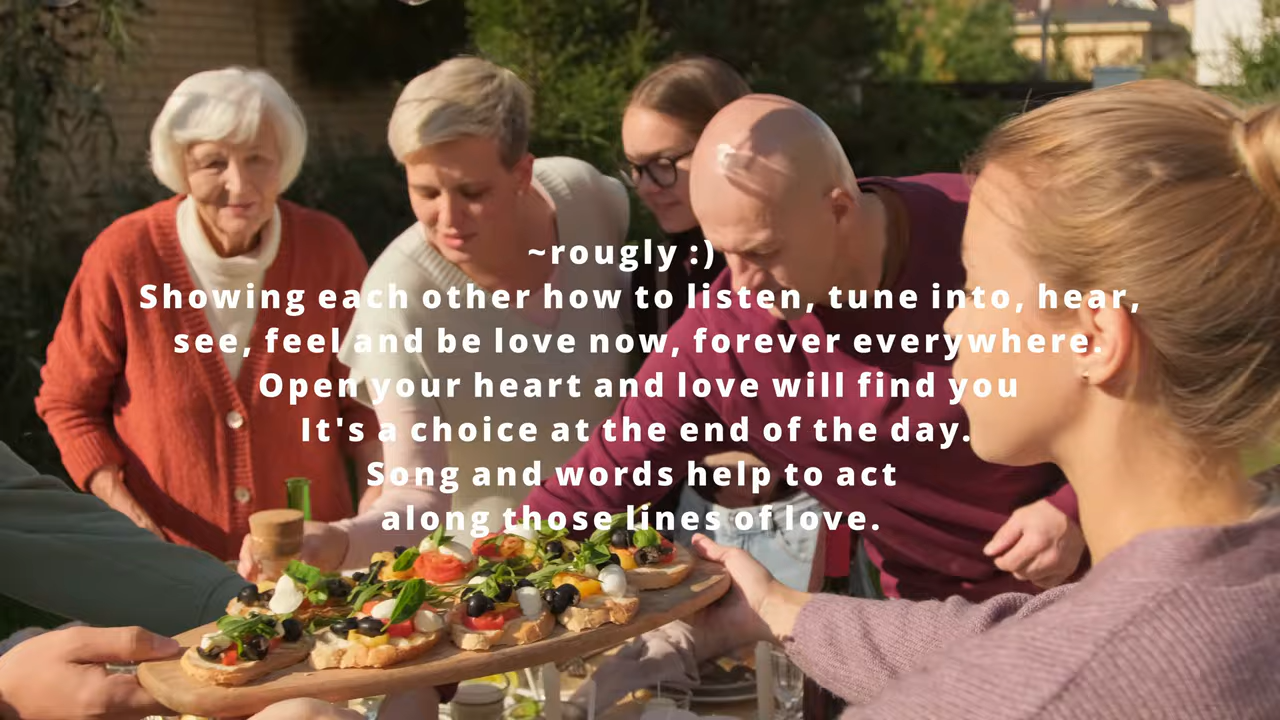 ~rougly :)
Showing each other how to listen, tune into, hear,
see, feel and be love now, forever everywhere.
Open your heart and love will find you
It's a choice at the end of the day.
Song and words help to act
along those lines of love.